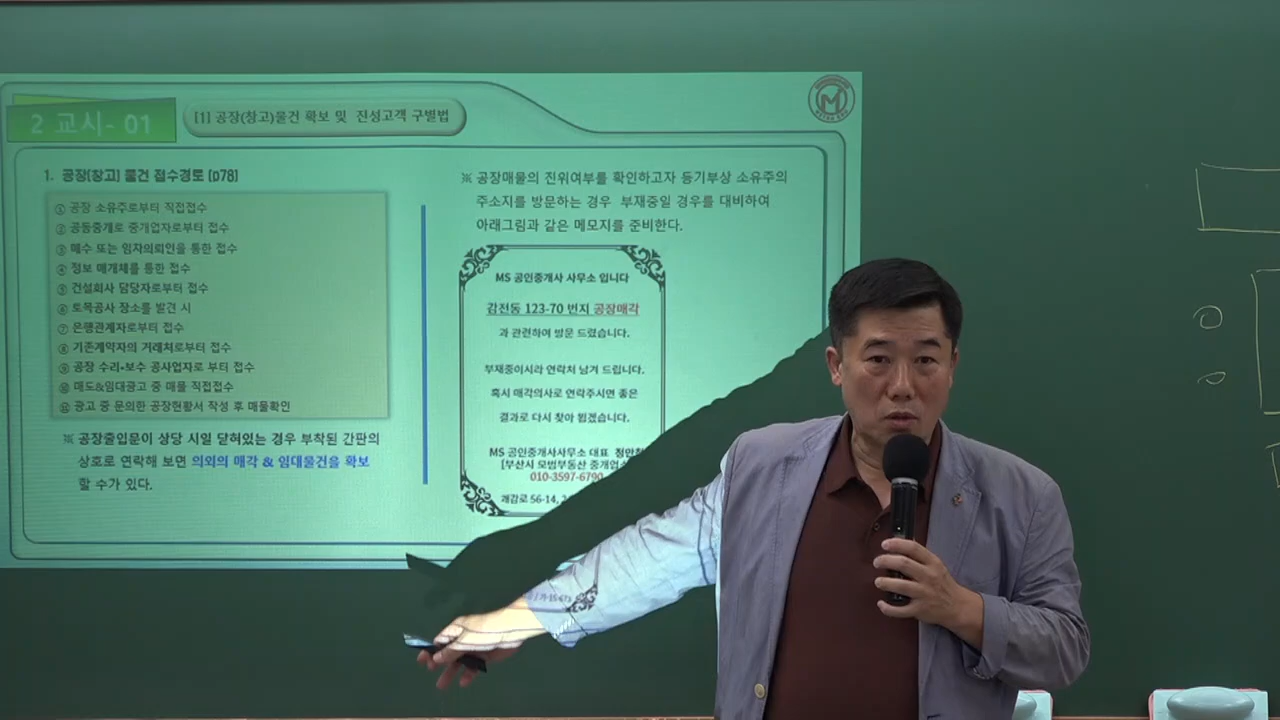 2 교시- 01
[1] 공장(창고)물건 확보 및 진성고객 구별법
M
1. 공장(창고) 물건 접수경로 [p78]
① 공장 소유주로부터 직접접수
② 공동중개로 중개업자로부터 접수
③ 매수 또는 임차의뢰인을 통한 접수
④ 정보 매개체를 통한 접수
⑤ 건설회사 담당자로부터 접수
⑥ 토목공사 장소를 발견 시
⑦ 은행관계자로부터 접수
⑧ 기존계약자의 거래처로부터 접수
⑨ 공장 수리•보수 공사업자로 부터 접수
⑩ 매도&임대광고 중 매물 직접접수
⑪ 광고 중 문의한 공장현황서 작성 후 매물확인
※ 공장출입문이 상당 시일 닫혀있는 경우 부착된 간판의
상호로 연락해 보면 의외의 매각 & 임대물건을 확보
할 수가 있다.
※ 공장매물의 진위여부를 확인하고자 등기부상 소유주의
주소지를 방문하는 경우 부재중일 경우를 대비하여
아래그림과 같은 메모지를 준비한다.
MS 공인중개사 사무소 입니다
감전동 123-70 번지 공장매각
과 관련하여 방문 드렸습니다.
부재중이시라 연락처 남겨 드립니다.
혹시 매각의사로 연락주시면 좋은
결과로 다시 찾아 뵙겠습니다.
MS 공인중개사사무소 대표 정안철
[부산시 모범부동산 중개업소
010-3597-6790
괘감로 56-14,